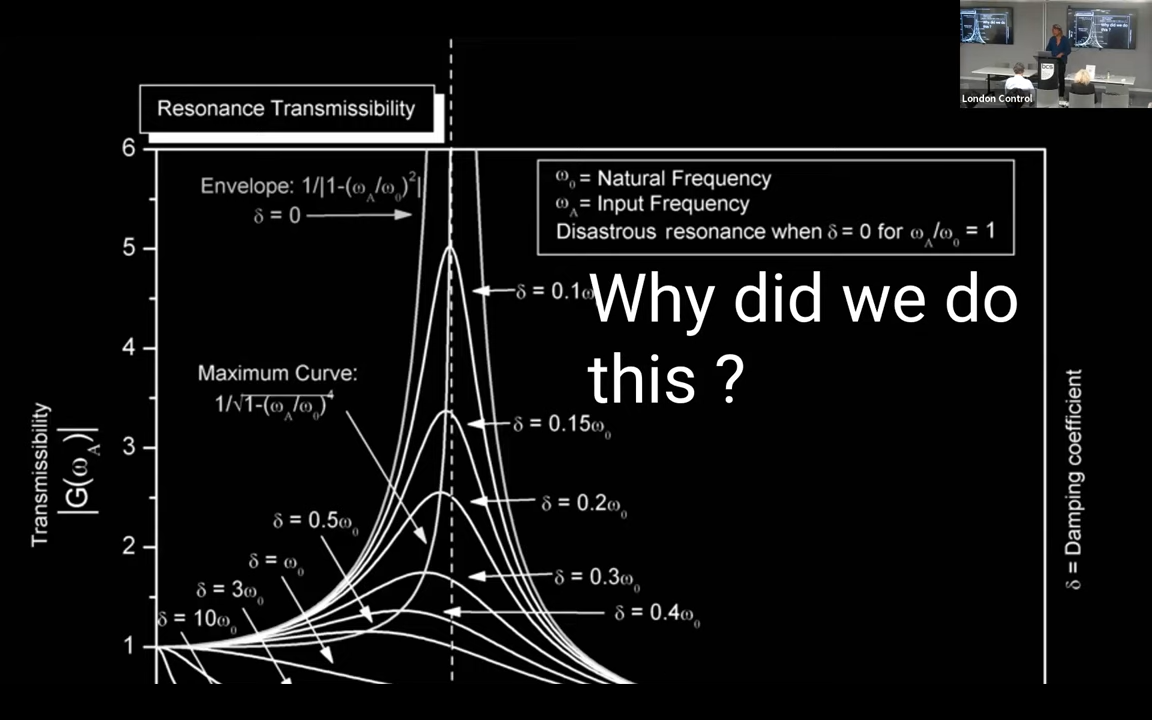 London Control
Resonance Transmissibility
6
Envelope: 1/|1-(ω_A/ω_0)²|
δ = 0
ω_0 = Natural Frequency
ω_A = Input Frequency
Disastrous resonance when δ = 0 for ω_A/ω_0 = 1
5
δ = 0.1ω
Why did we do
this ?
4
Maximum Curve:
1/√1-(ω_A/ω_0)⁴
δ = 0.15ω_0
3
Transmissibility
|G(ω_A)|
δ = Damping coefficient
δ = 0.2ω_0
δ = 0.5ω_0
2
δ = ω_0
δ = 0.3ω_0
δ = 3ω_0
δ = 10ω_0
δ = 0.4ω_0
1